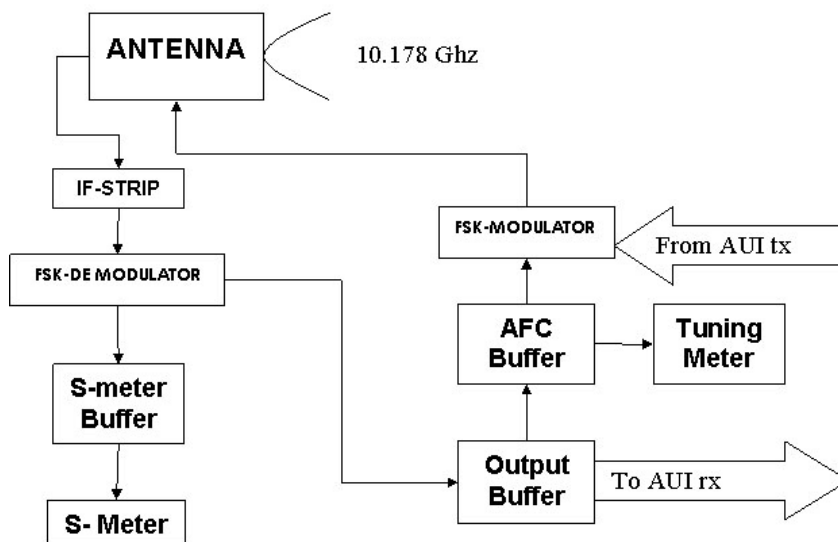 ANTENNA
10.178 Ghz
IF-STRIP
FSK-MODULATOR
From AUI tx
FSK-DE MODULATOR
AFC
Buffer
Tuning
Meter
S-meter
Buffer
Output
Buffer
To AUI rx
S- Meter